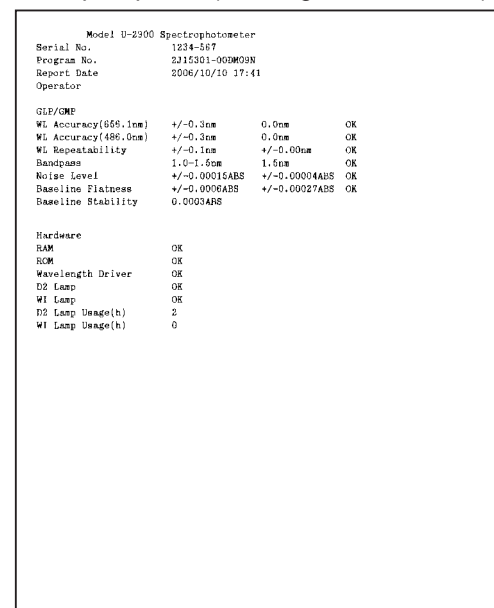 Model U-2900 Spectrophotometer
Serial No. 1234-567
Program No. 2J15301-00DM09N
Report Date 2006/10/10 17:41
Operator
GLP/GMP
WL Accuracy(656.1nm) +/-0.3nm 0.0nm OK
WL Accuracy(486.0nm) +/-0.3nm 0.0nm OK
WL Repeatability +/-0.1nm +/-0.00nm OK
Bandpass 1.0-1.5nm 1.5nm OK
Noise Level +/-0.00015ABS +/-0.00004ABS OK
Baseline Flatness +/-0.0006ABS +/-0.00027ABS OK
Baseline Stability 0.0003ABS
Hardware
RAM OK
ROM OK
Wavelength Driver OK
D2 Lamp OK
WI Lamp OK
D2 Lamp Usage(h) 2
WI Lamp Usage(h) 0